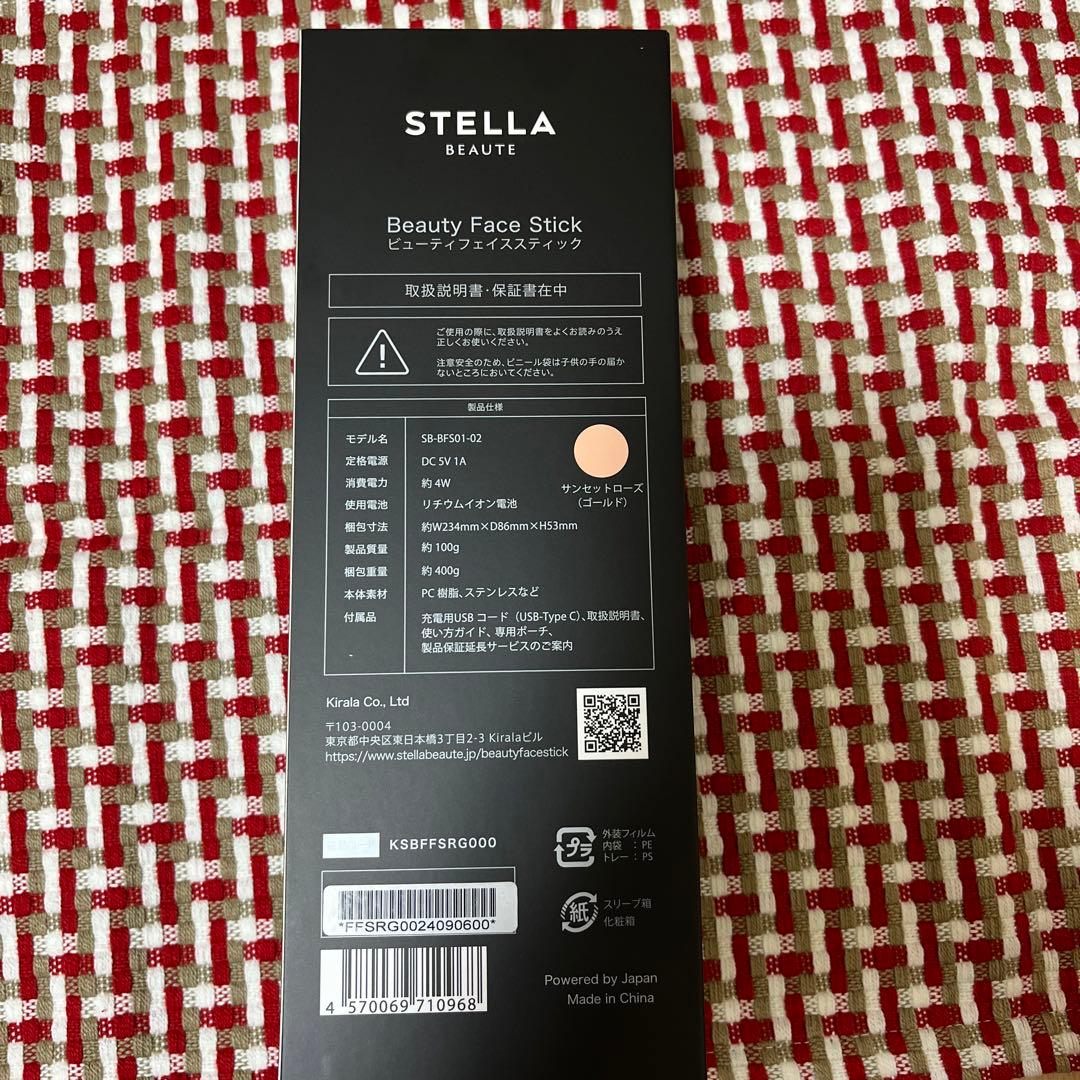 STELLA
BEAUTE
Beauty Face Stick
ビューティフェイススティック
取扱説明書・保証書在中
ご使用の際に、取扱説明書をよくお読みのうえ
正しくお使いください。
注意安全のため、ビニール袋は子供の手の届か
ないところにおいてください。
製品仕様
モデル名 SB-BFS01-02
定格電源 DC 5V 1A
消費電力 約 4W
使用電池 リチウムイオン電池
梱包寸法 約W234mm×D86mm×H53mm
製品質量 約 100g
梱包重量 約 400g
本体素材 PC 樹脂、ステンレスなど
付属品 充電用USB コード（USB-Type C）、取扱説明書、
使い方ガイド、専用ポーチ、
製品保証延長サービスのご案内
サンセットローズ
（ゴールド）
Kirala Co., Ltd
〒103-0004
東京都中央区東日本橋3丁目2-3 Kiralaビル
https://www.stellabeaute.jp/beautyfacestick
KSBFFSRG000
*FFSRG0024090600*
4 570069 710968
プラ
外装フィルム
内袋 : PE
トレー : PS
紙
スリーブ箱
化粧箱
Powered by Japan
Made in China